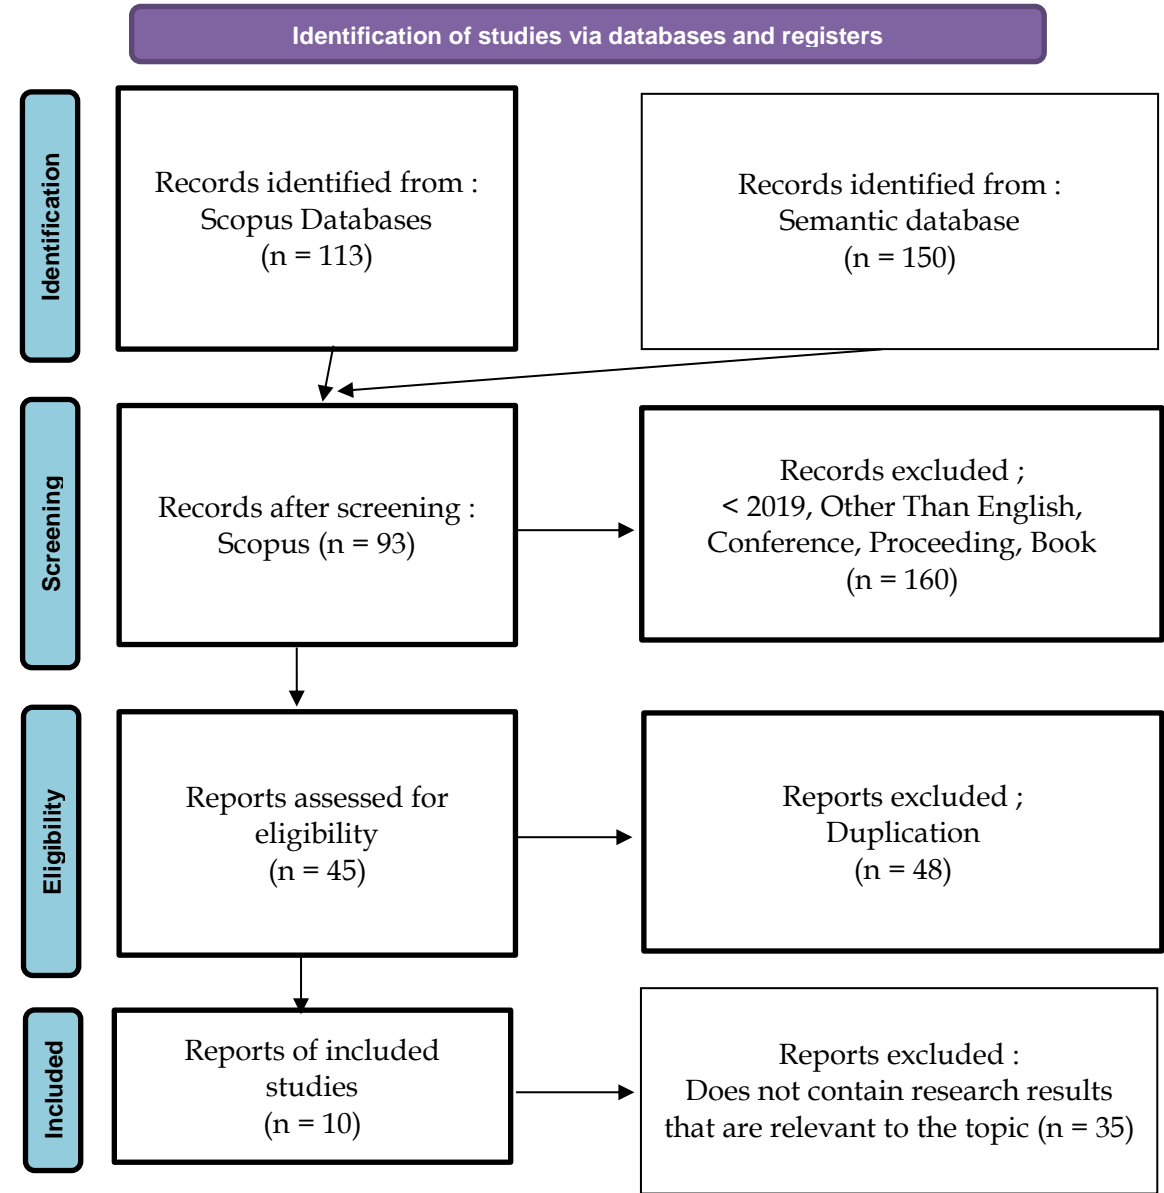 Identification of studies via databases and registers
Identification
Records identified from :
Scopus Databases
(n = 113)
Records identified from :
Semantic database
(n = 150)
Screening
Records after screening :
Scopus (n = 93)
Records excluded ;
< 2019, Other Than English,
Conference, Proceeding, Book
(n = 160)
Eligibility
Reports assessed for
eligibility
(n = 45)
Reports excluded ;
Duplication
(n = 48)
Included
Reports of included
studies
(n = 10)
Reports excluded :
Does not contain research results
that are relevant to the topic (n = 35)